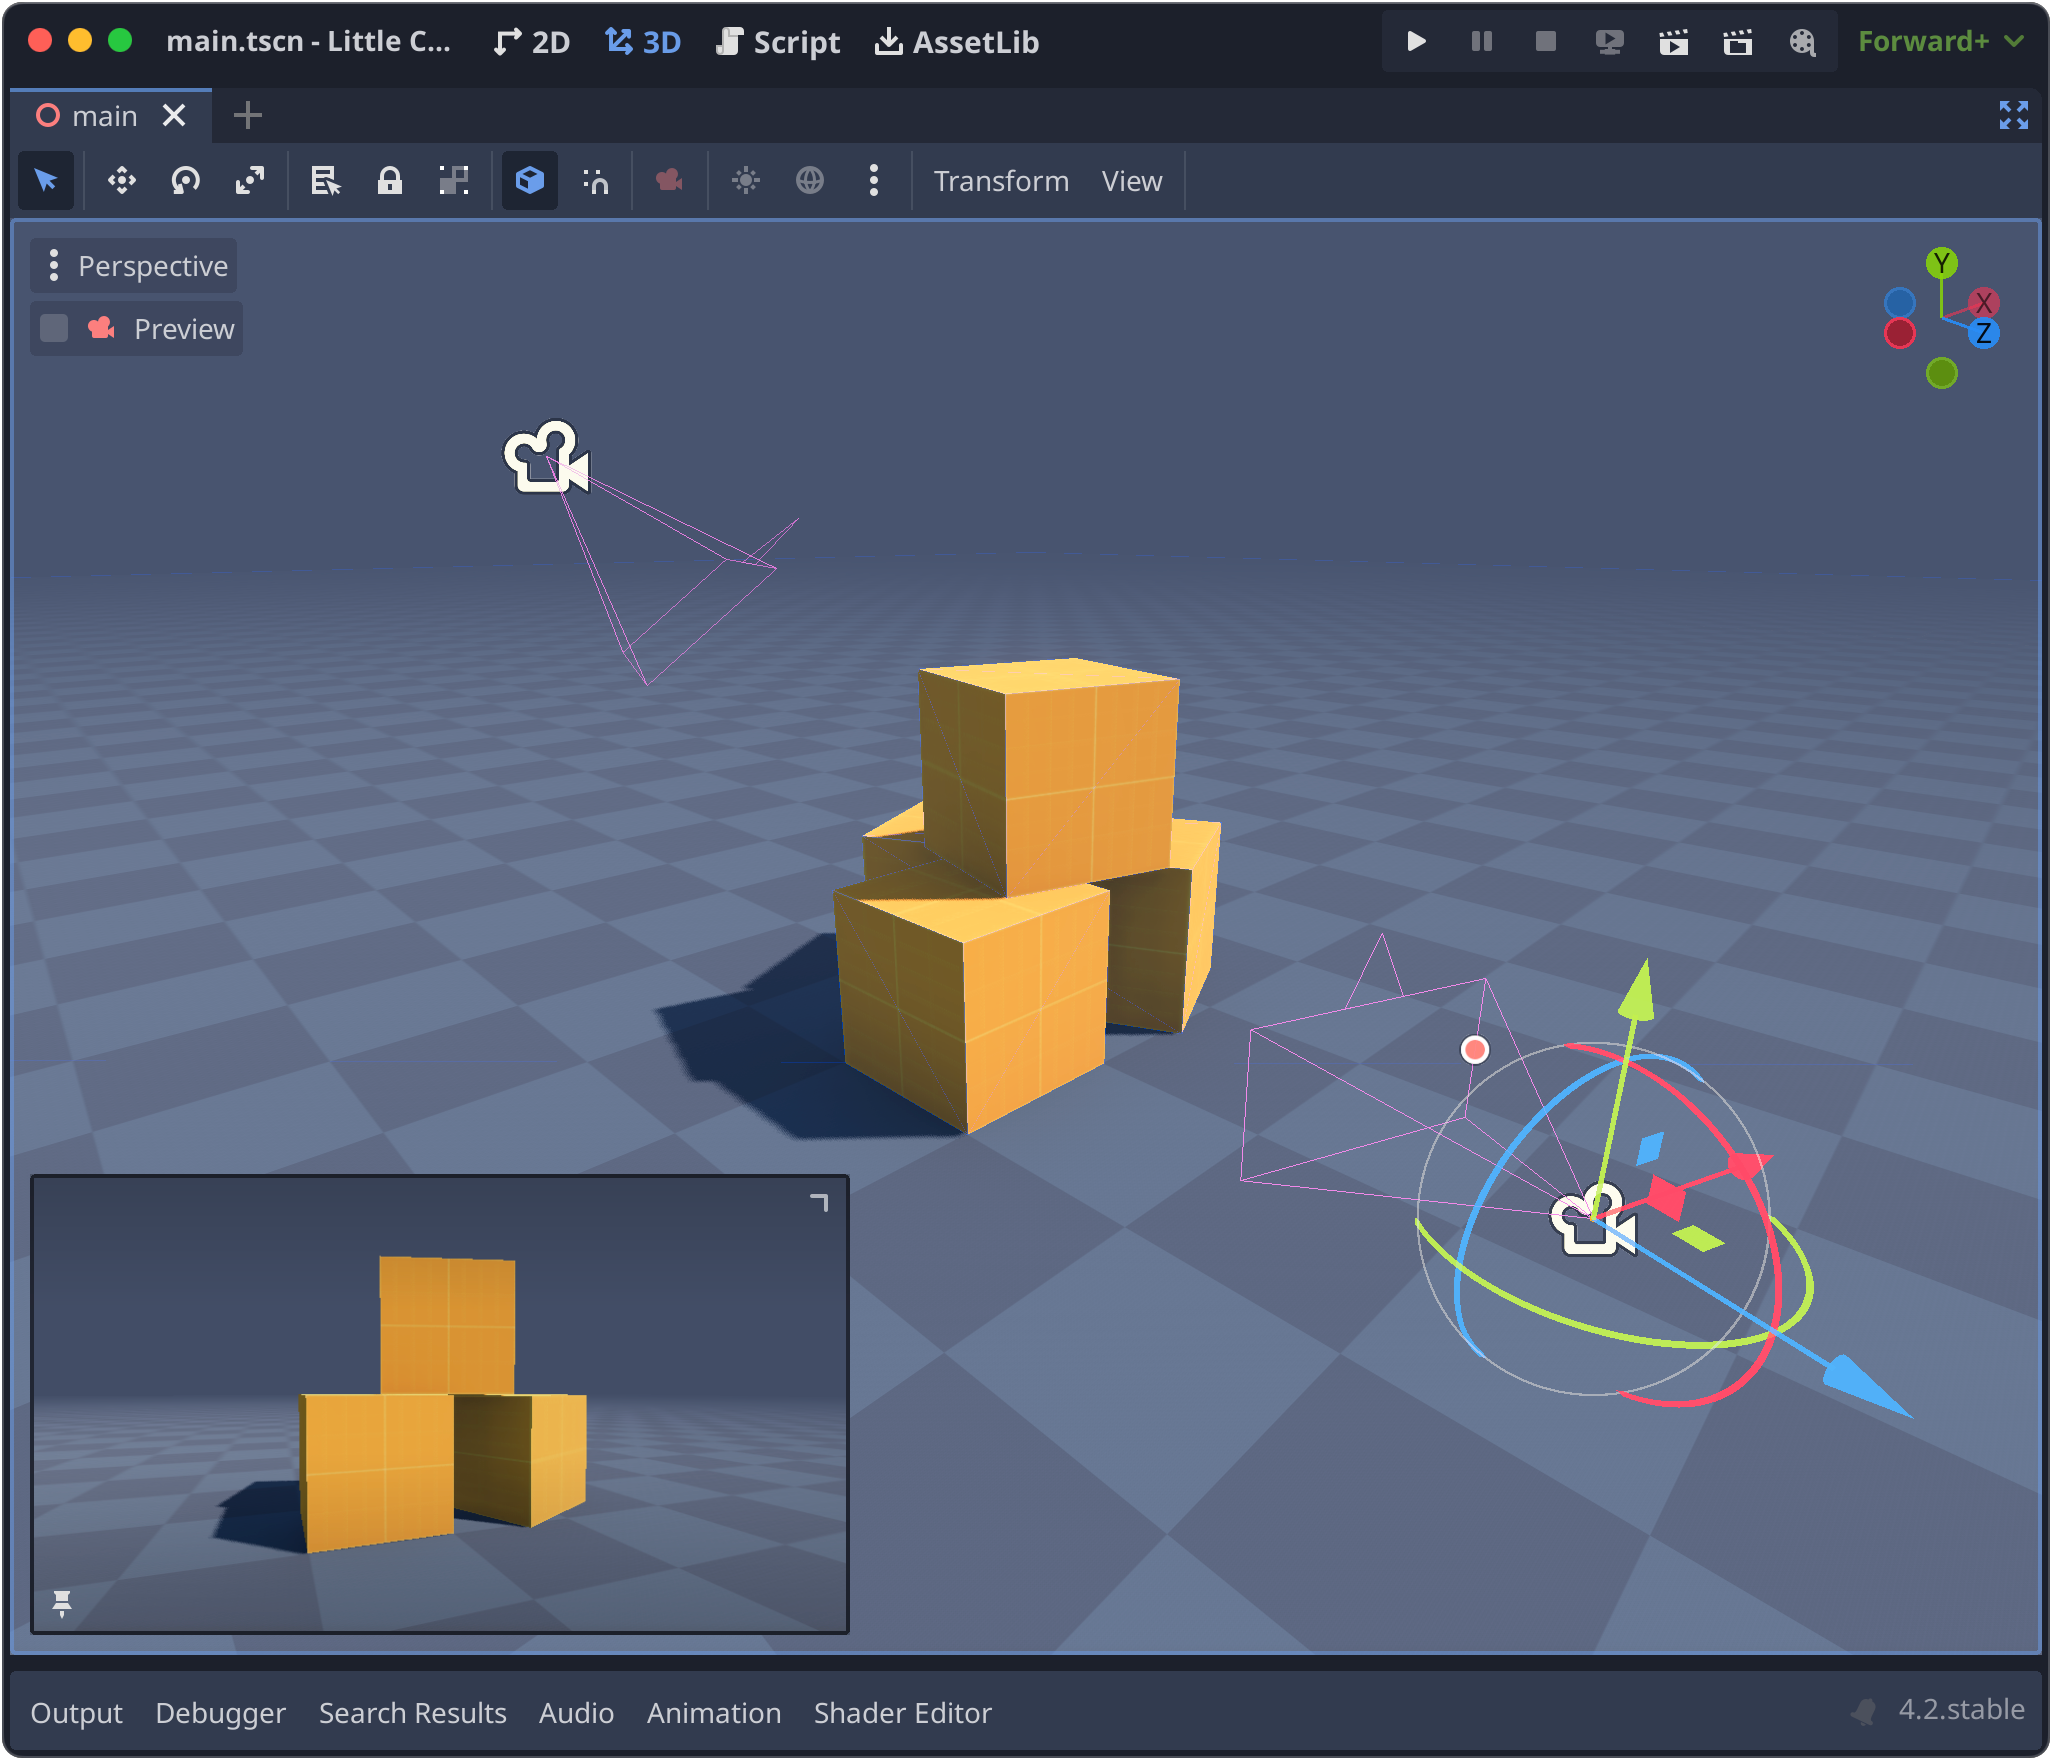 main.tscn - Little C... 2D 3D Script AssetLib Forward+
main
Transform View
Perspective
Preview
Y
X
Z
Output Debugger Search Results Audio Animation Shader Editor 4.2.stable